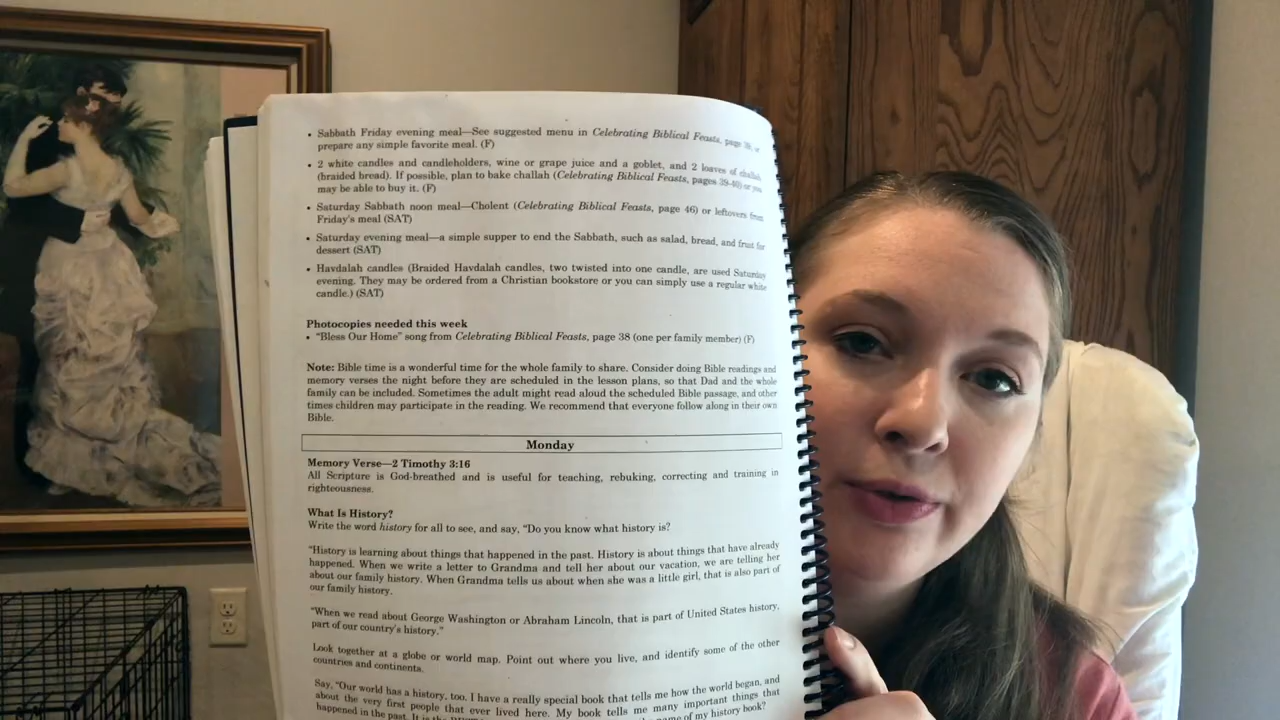 • Sabbath Friday evening meal—See suggested menu in Celebrating Biblical Feasts, page 38, or
prepare any simple favorite meal. (F)
• 2 white candles and candleholders, wine or grape juice and a goblet, and 2 loaves of challah
(braided bread). If possible, plan to bake challah (Celebrating Biblical Feasts, pages 39-40) or you
may be able to buy it. (F)
• Saturday Sabbath noon meal—Cholent (Celebrating Biblical Feasts, page 46) or leftovers from
Friday's meal (SAT)
• Saturday evening meal—a simple supper to end the Sabbath, such as salad, bread, and fruit for
dessert (SAT)
• Havdalah candles (Braided Havdalah candles, two twisted into one candle, are used Saturday
evening. They may be ordered from a Christian bookstore or you can simply use a regular white
candle.) (SAT)
Photocopies needed this week
• "Bless Our Home" song from Celebrating Biblical Feasts, page 38 (one per family member) (F)
Note: Bible time is a wonderful time for the whole family to share. Consider doing Bible readings and
memory verses the night before they are scheduled in the lesson plans, so that Dad and the whole
family can be included. Sometimes the adult might read aloud the scheduled Bible passage, and other
times children may participate in the reading. We recommend that everyone follow along in their own
Bible.
Monday
Memory Verse—2 Timothy 3:16
All Scripture is God-breathed and is useful for teaching, rebuking, correcting and training in
righteousness.
What Is History?
Write the word history for all to see, and say, "Do you know what history is?
"History is learning about things that happened in the past. History is about things that have already
happened. When we write a letter to Grandma and tell her about our vacation, we are telling her
about our family history. When Grandma tells us about when she was a little girl, that is also part of
our family history.
"When we read about George Washington or Abraham Lincoln, that is part of United States history,
part of our country's history."
Look together at a globe or world map. Point out where you live, and identify some of the other
countries and continents.
Say, "Our world has a history, too. I have a really special book that tells me how the world began, and
about the very first people that ever lived here. My book tells me many important things that
happened in the past. It is the name of my history book?